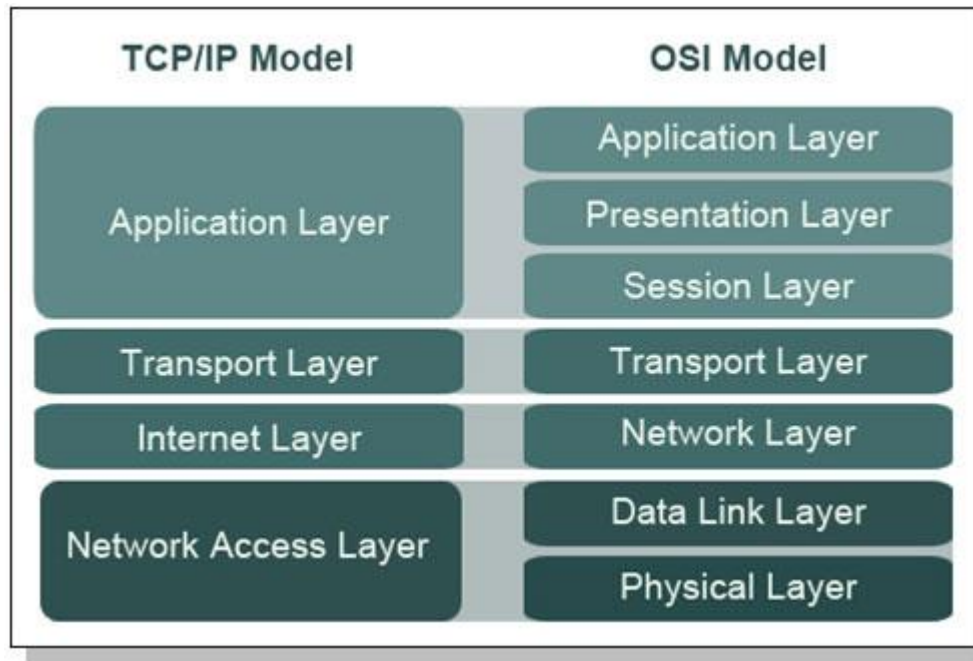 TCP/IP Model
Application Layer
Transport Layer
Internet Layer
Network Access Layer
OSI Model
Application Layer
Presentation Layer
Session Layer
Transport Layer
Network Layer
Data Link Layer
Physical Layer